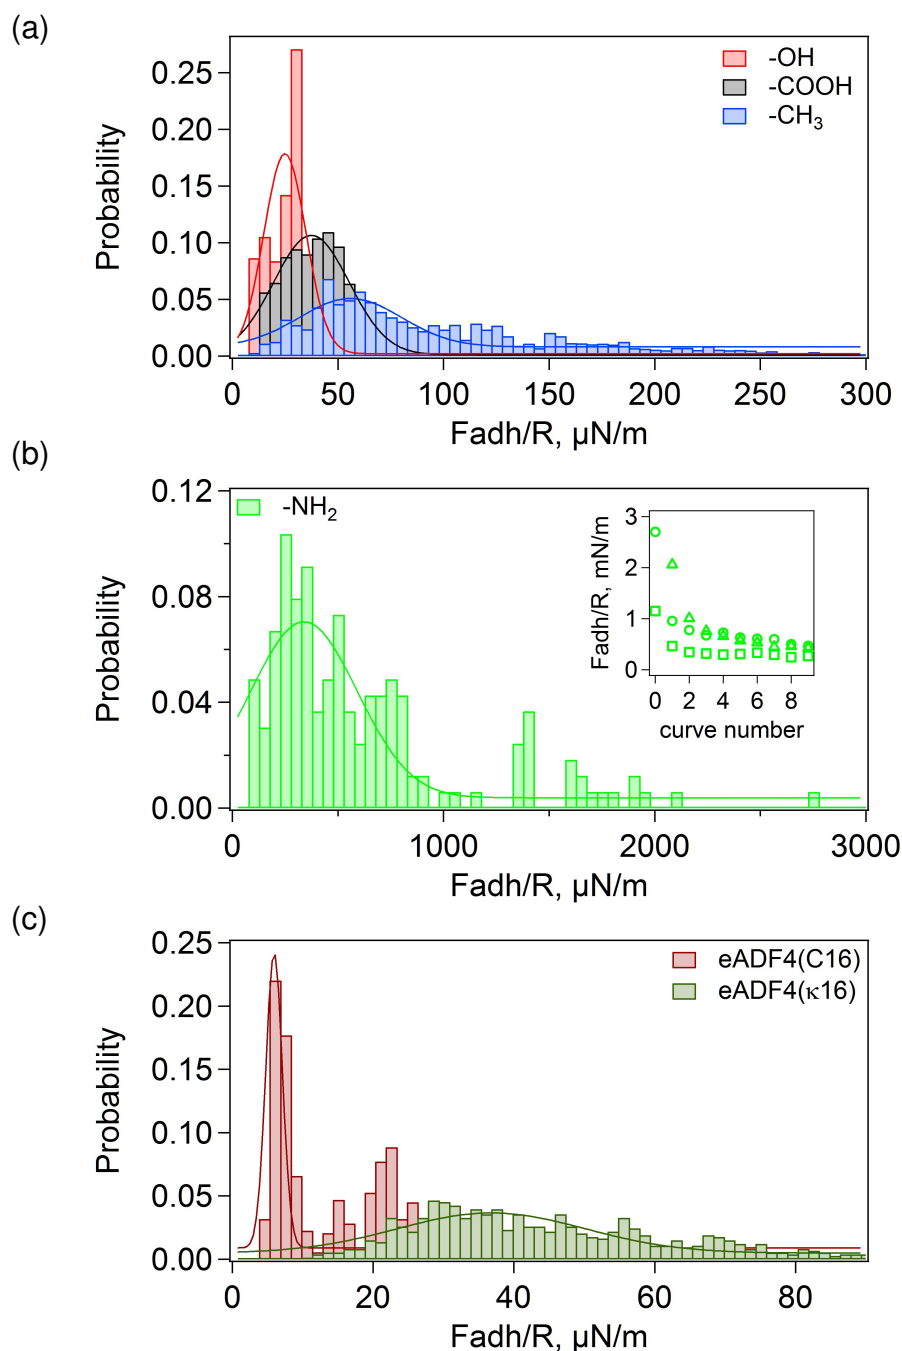 (a)
-OH
-COOH
-CH3
0.25
0.20
0.15
0.10
0.05
0.00
Probability
0 50 100 150 200 250 300
Fadh/R, µN/m
(b)
-NH2
0.12
0.08
0.04
0.00
Probability
3
2
1
0
Fadh/R, mN/m
0 2 4 6 8
curve number
0 1000 2000 3000
Fadh/R, µN/m
(c)
eADF4(C16)
eADF4(κ16)
0.25
0.20
0.15
0.10
0.05
0.00
Probability
0 20 40 60 80
Fadh/R, µN/m